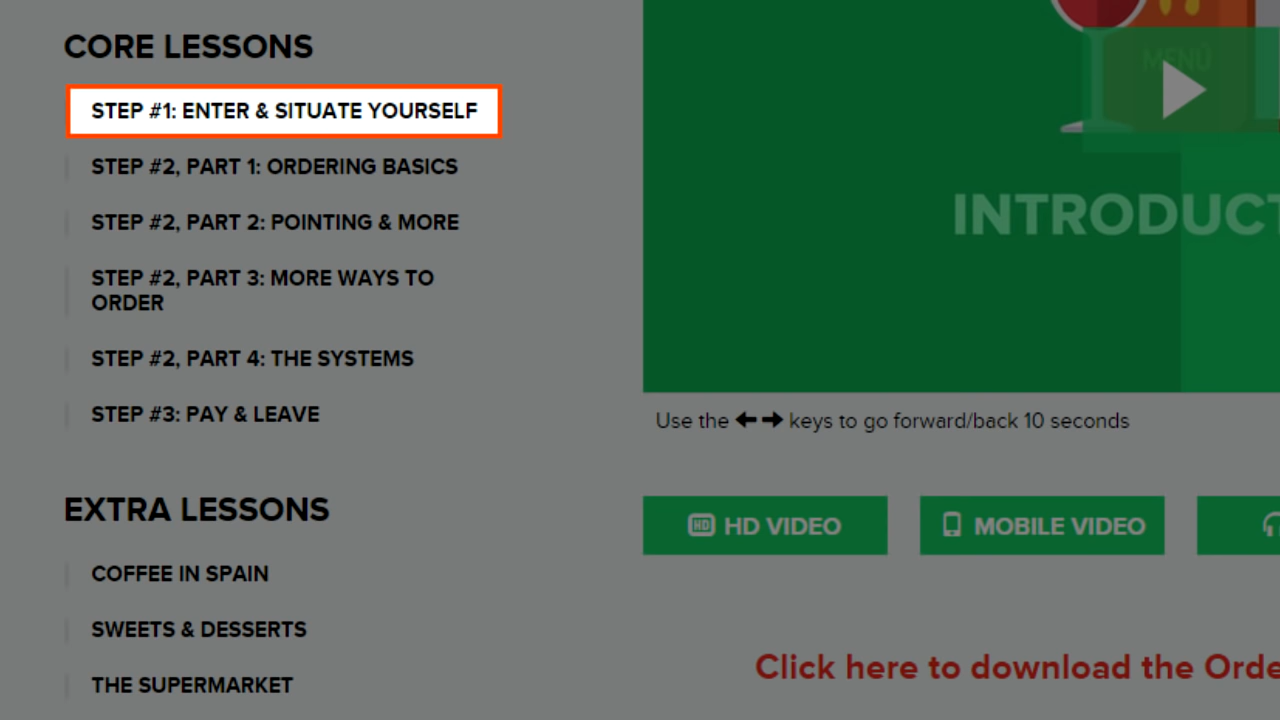 CORE LESSONS
STEP #1: ENTER & SITUATE YOURSELF
STEP #2, PART 1: ORDERING BASICS
STEP #2, PART 2: POINTING & MORE
STEP #2, PART 3: MORE WAYS TO
ORDER
STEP #2, PART 4: THE SYSTEMS
STEP #3: PAY & LEAVE
EXTRA LESSONS
COFFEE IN SPAIN
SWEETS & DESSERTS
THE SUPERMARKET
MENÚ
INTRODUCT
Use the ← → keys to go forward/back 10 seconds
HD HD VIDEO
MOBILE VIDEO
Click here to download the Orde